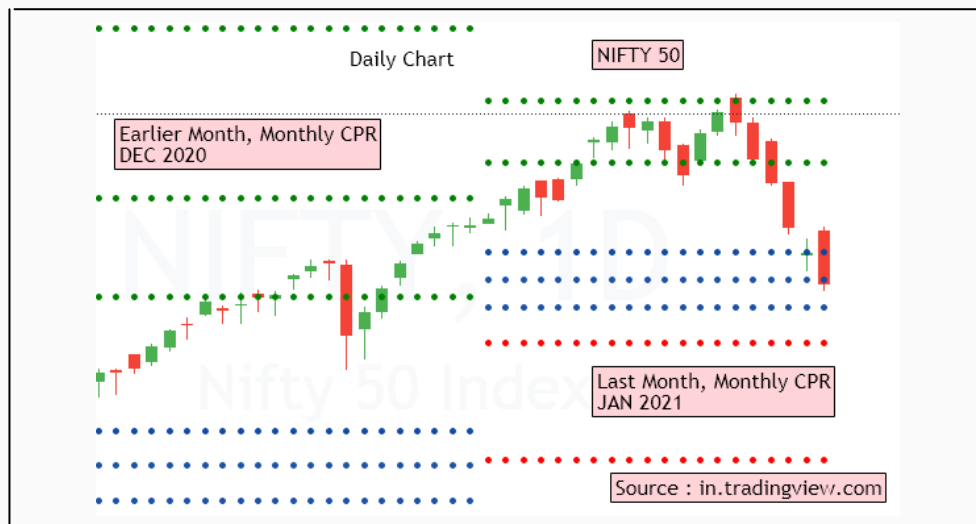 Daily Chart
NIFTY 50
Earlier Month, Monthly CPR
DEC 2020
NIFTY, 1D
Nifty 50 Index
Last Month, Monthly CPR
JAN 2021
Source : in.tradingview.com